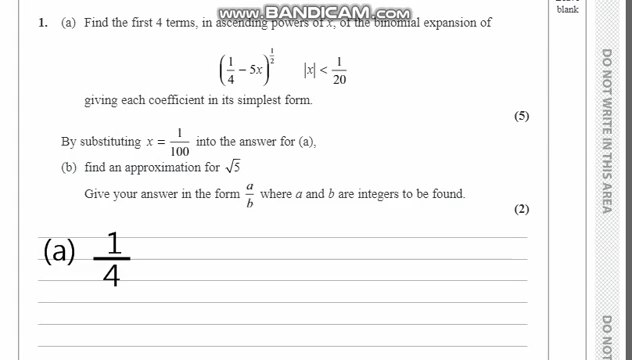 www.BANDICAM.com
blank
1. (a) Find the first 4 terms, in ascending powers of x, of the binomial expansion of
(1/4 − 5x)^(1/2) |x| < 1/20
giving each coefficient in its simplest form.
(5)
By substituting x = 1/100 into the answer for (a),
(b) find an approximation for √5
Give your answer in the form a/b where a and b are integers to be found.
(2)
(a) 1/4
DO NOT WRITE IN THIS AREA
DO NOT